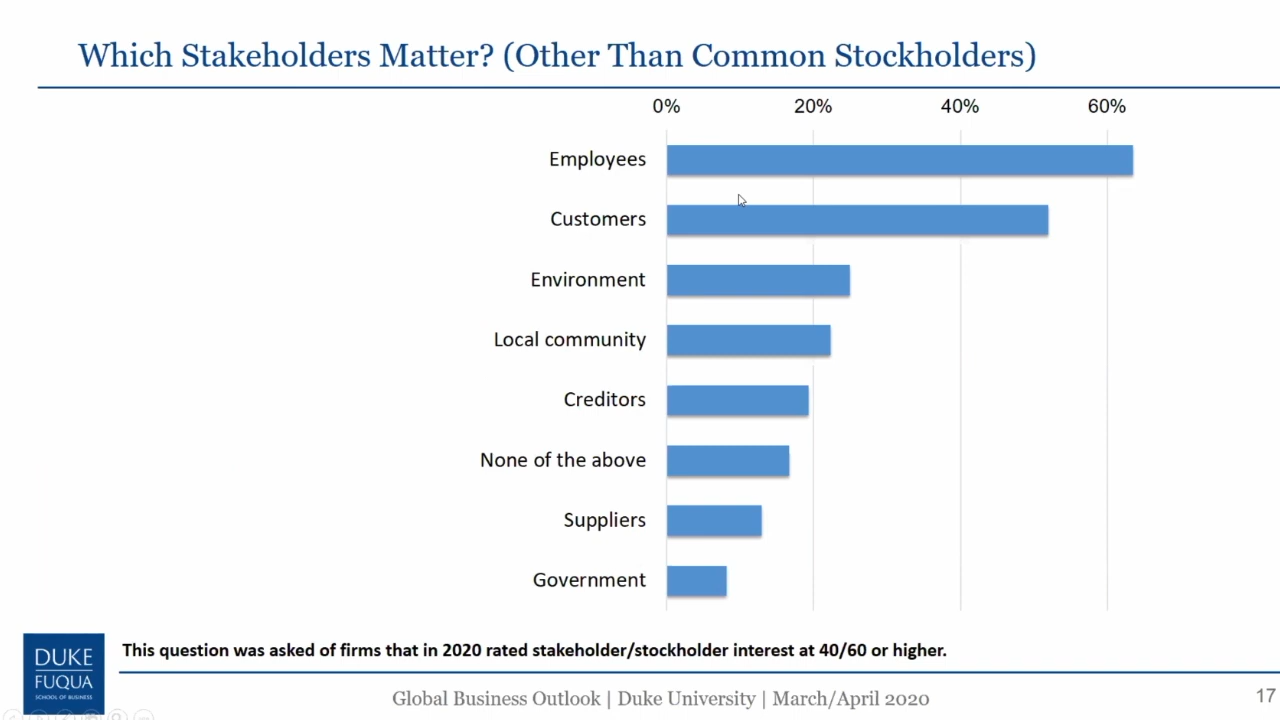 Which Stakeholders Matter? (Other Than Common Stockholders)
0% 20% 40% 60%
Employees
Customers
Environment
Local community
Creditors
None of the above
Suppliers
Government
This question was asked of firms that in 2020 rated stakeholder/stockholder interest at 40/60 or higher.
DUKE
FUQUA
SCHOOL OF BUSINESS
Global Business Outlook | Duke University | March/April 2020
17